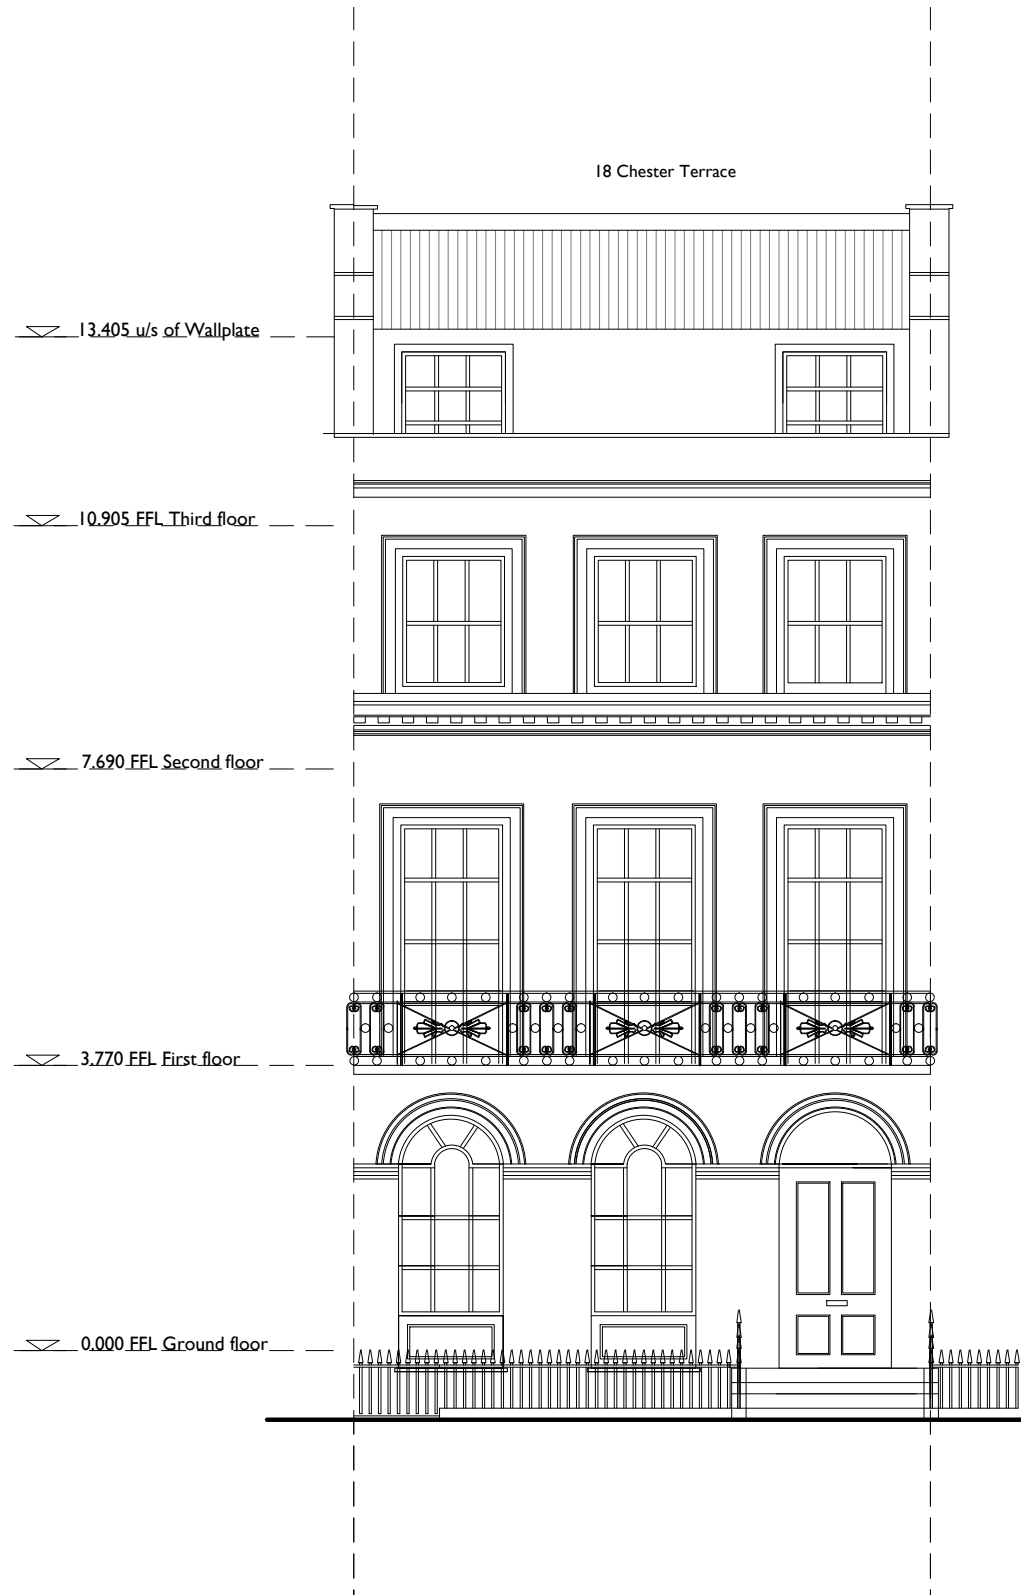 18 Chester Terrace
13.405 u/s of Wallplate
10.905 FFL Third floor
7.690 FFL Second floor
3.770 FFL First floor
0.000 FFL Ground floor